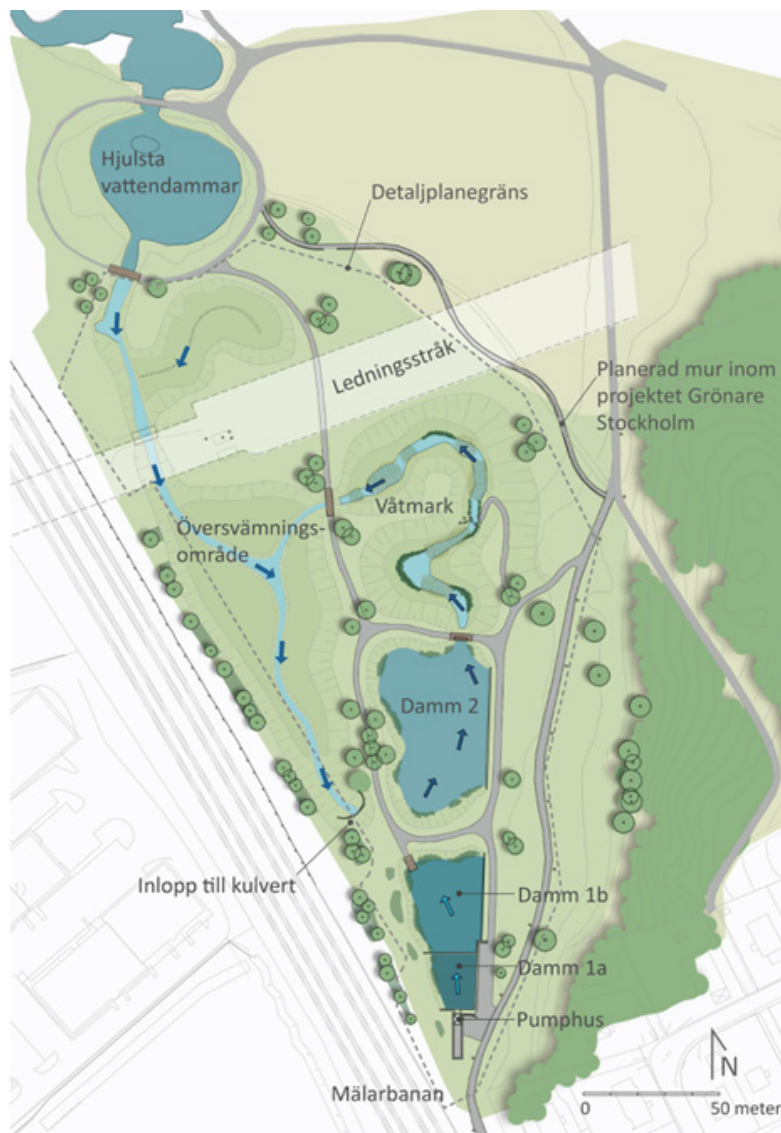 Hjulsta
vattendammar
Detaljplanegräns
Ledningsstråk
Planerad mur inom
projektet Grönare
Stockholm
Våtmark
Översvämnings-
område
Damm 2
Inlopp till kulvert
Damm 1b
Damm 1a
Pumphus
N
Mälarbanan
0 50 meter